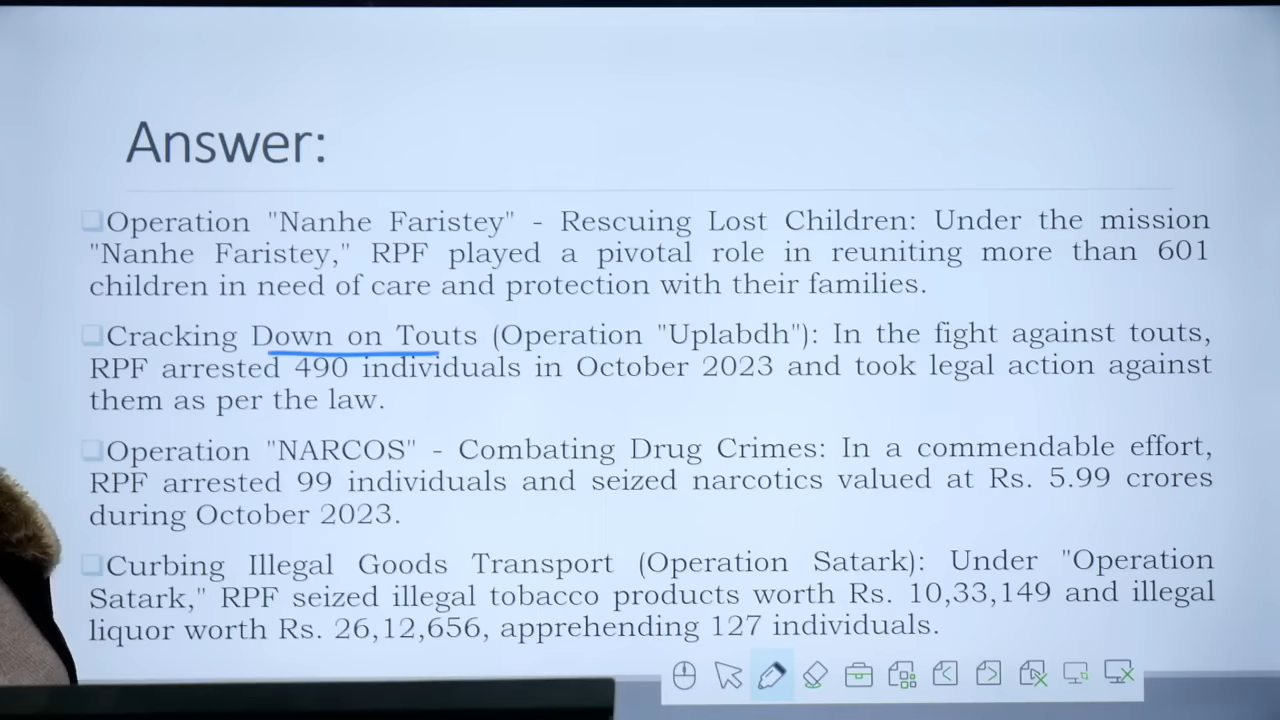 Answer:
Operation "Nanhe Faristey" - Rescuing Lost Children: Under the mission
"Nanhe Faristey," RPF played a pivotal role in reuniting more than 601
children in need of care and protection with their families.
Cracking Down on Touts (Operation "Uplabdh"): In the fight against touts,
RPF arrested 490 individuals in October 2023 and took legal action against
them as per the law.
Operation "NARCOS" - Combating Drug Crimes: In a commendable effort,
RPF arrested 99 individuals and seized narcotics valued at Rs. 5.99 crores
during October 2023.
Curbing Illegal Goods Transport (Operation Satark): Under "Operation
Satark," RPF seized illegal tobacco products worth Rs. 10,33,149 and illegal
liquor worth Rs. 26,12,656, apprehending 127 individuals.